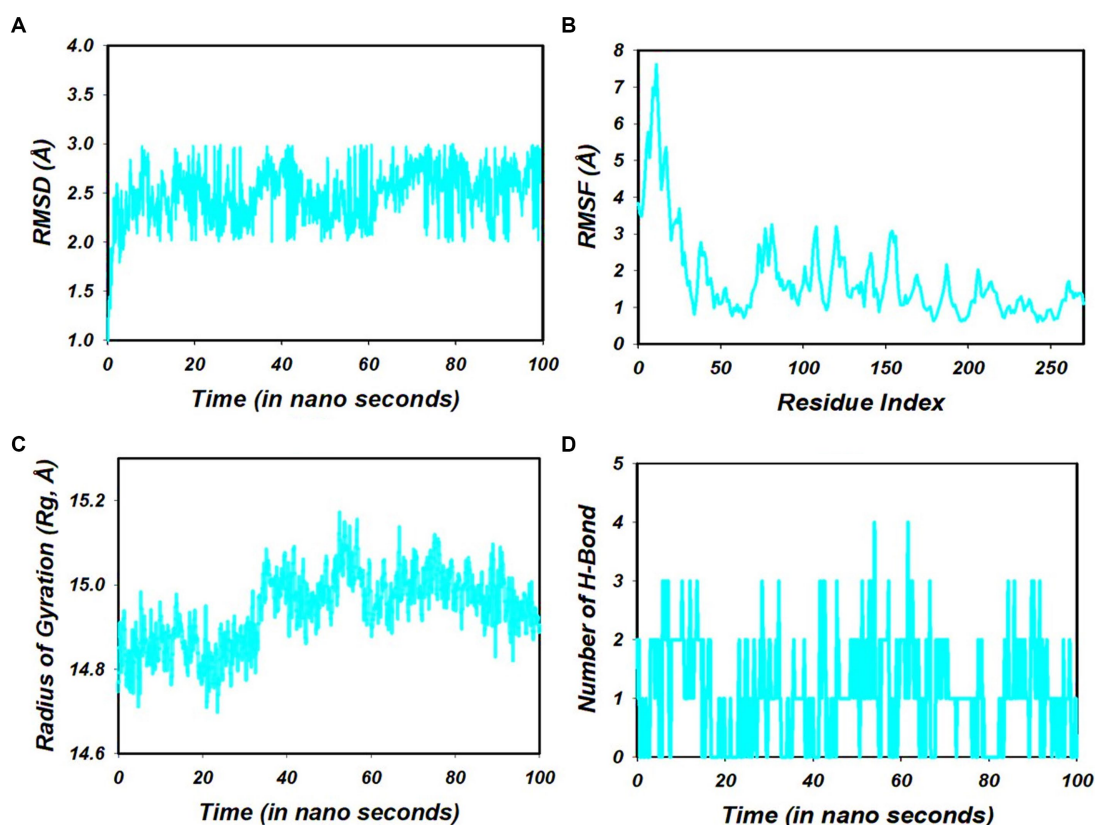 A
4.0
3.5
3.0
2.5
2.0
1.5
1.0
RMSD (Å)
0 20 40 60 80 100
Time (in nano seconds)
B
8
7
6
5
4
3
2
1
0
RMSF (Å)
0 50 100 150 200 250
Residue Index
C
15.2
15.0
14.8
14.6
Radius of Gyration (Rg, Å)
0 20 40 60 80 100
Time (in nano seconds)
D
5
4
3
2
1
0
Number of H-Bond
0 20 40 60 80 100
Time (in nano seconds)